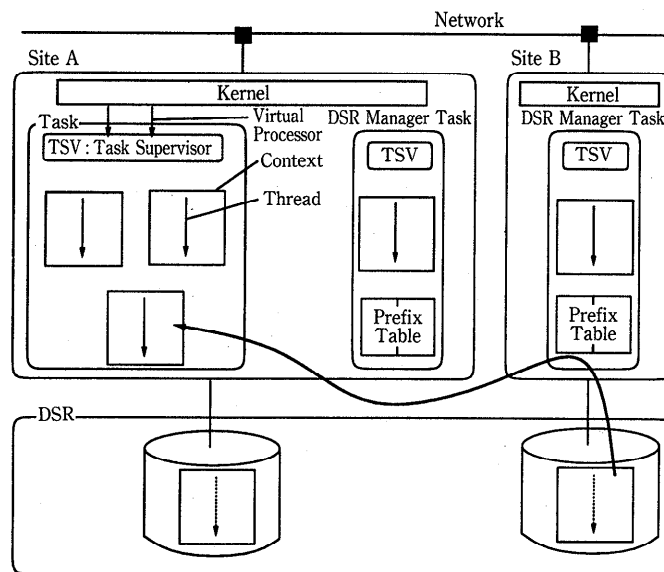 Network
Site A
Site B
Kernel
Kernel
Task
Virtual
Processor
DSR Manager Task
DSR Manager Task
TSV : Task Supervisor
TSV
TSV
Context
Thread
Prefix
Table
Prefix
Table
DSR